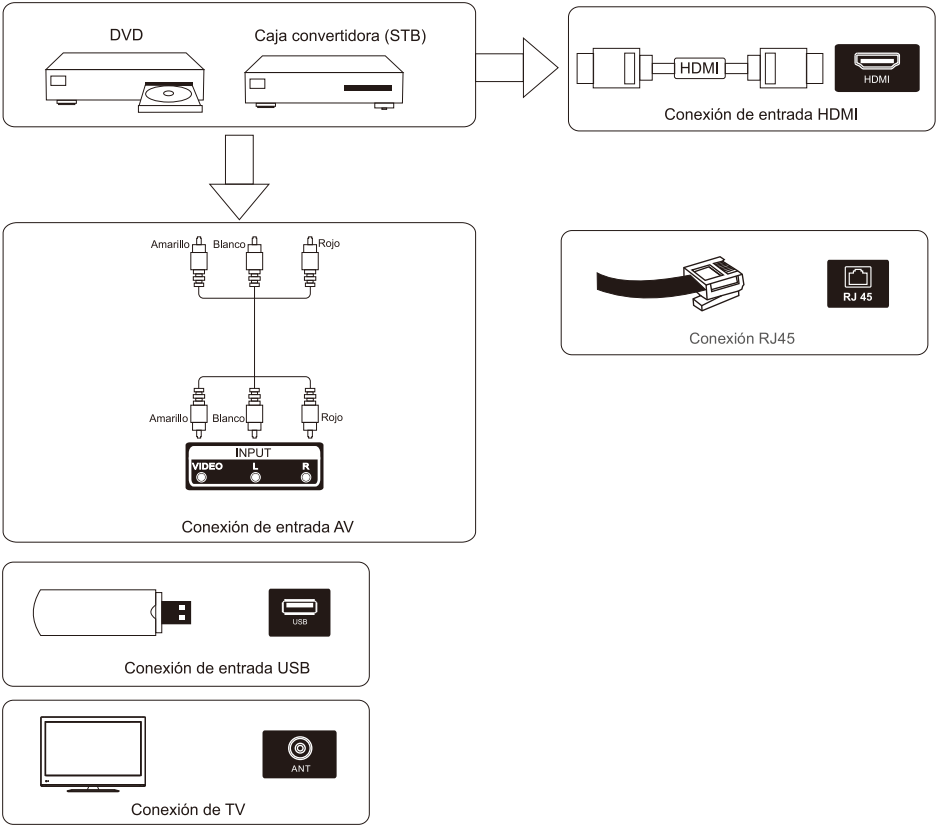 DVD
Caja convertidora (STB)
HDMI
HDMI
Conexión de entrada HDMI
Amarillo
Blanco
Rojo
Amarillo
Blanco
Rojo
INPUT
VIDEO L R
Conexión de entrada AV
RJ 45
Conexión RJ45
USB
Conexión de entrada USB
ANT
Conexión de TV